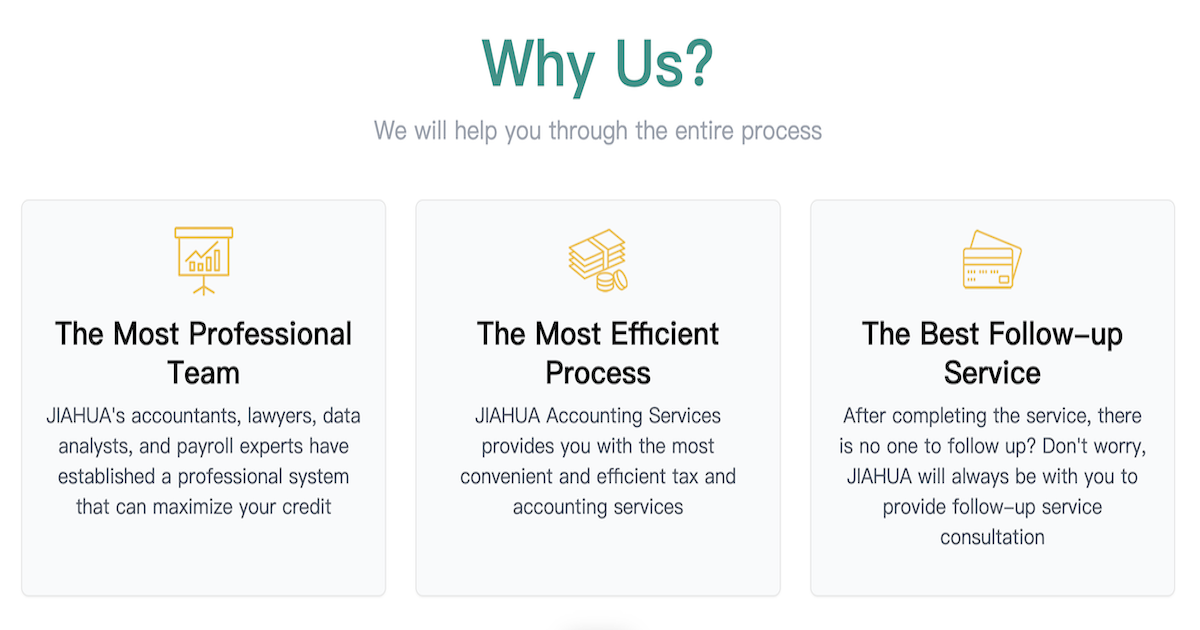 Why Us?
We will help you through the entire process
The Most Professional
Team
JIAHUA's accountants, lawyers, data
analysts, and payroll experts have
established a professional system
that can maximize your credit
The Most Efficient
Process
JIAHUA Accounting Services
provides you with the most
convenient and efficient tax and
accounting services
The Best Follow-up
Service
After completing the service, there
is no one to follow up? Don't worry,
JIAHUA will always be with you to
provide follow-up service
consultation